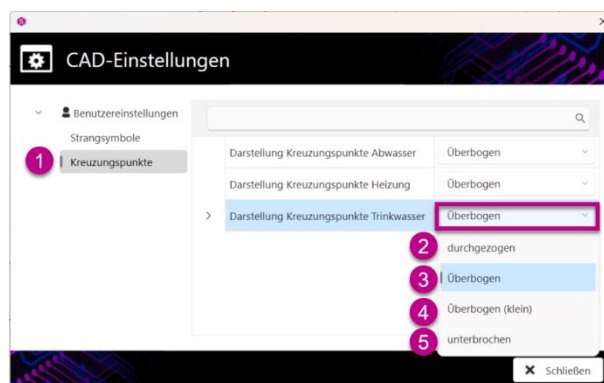 CAD-Einstellungen
Benutzereinstellungen
Strangsymbole
1 Kreuzungspunkte
Darstellung Kreuzungspunkte Abwasser Überbogen
Darstellung Kreuzungspunkte Heizung Überbogen
Darstellung Kreuzungspunkte Trinkwasser Überbogen
2 durchgezogen
3 Überbogen
4 Überbogen (klein)
5 unterbrochen
Schließen